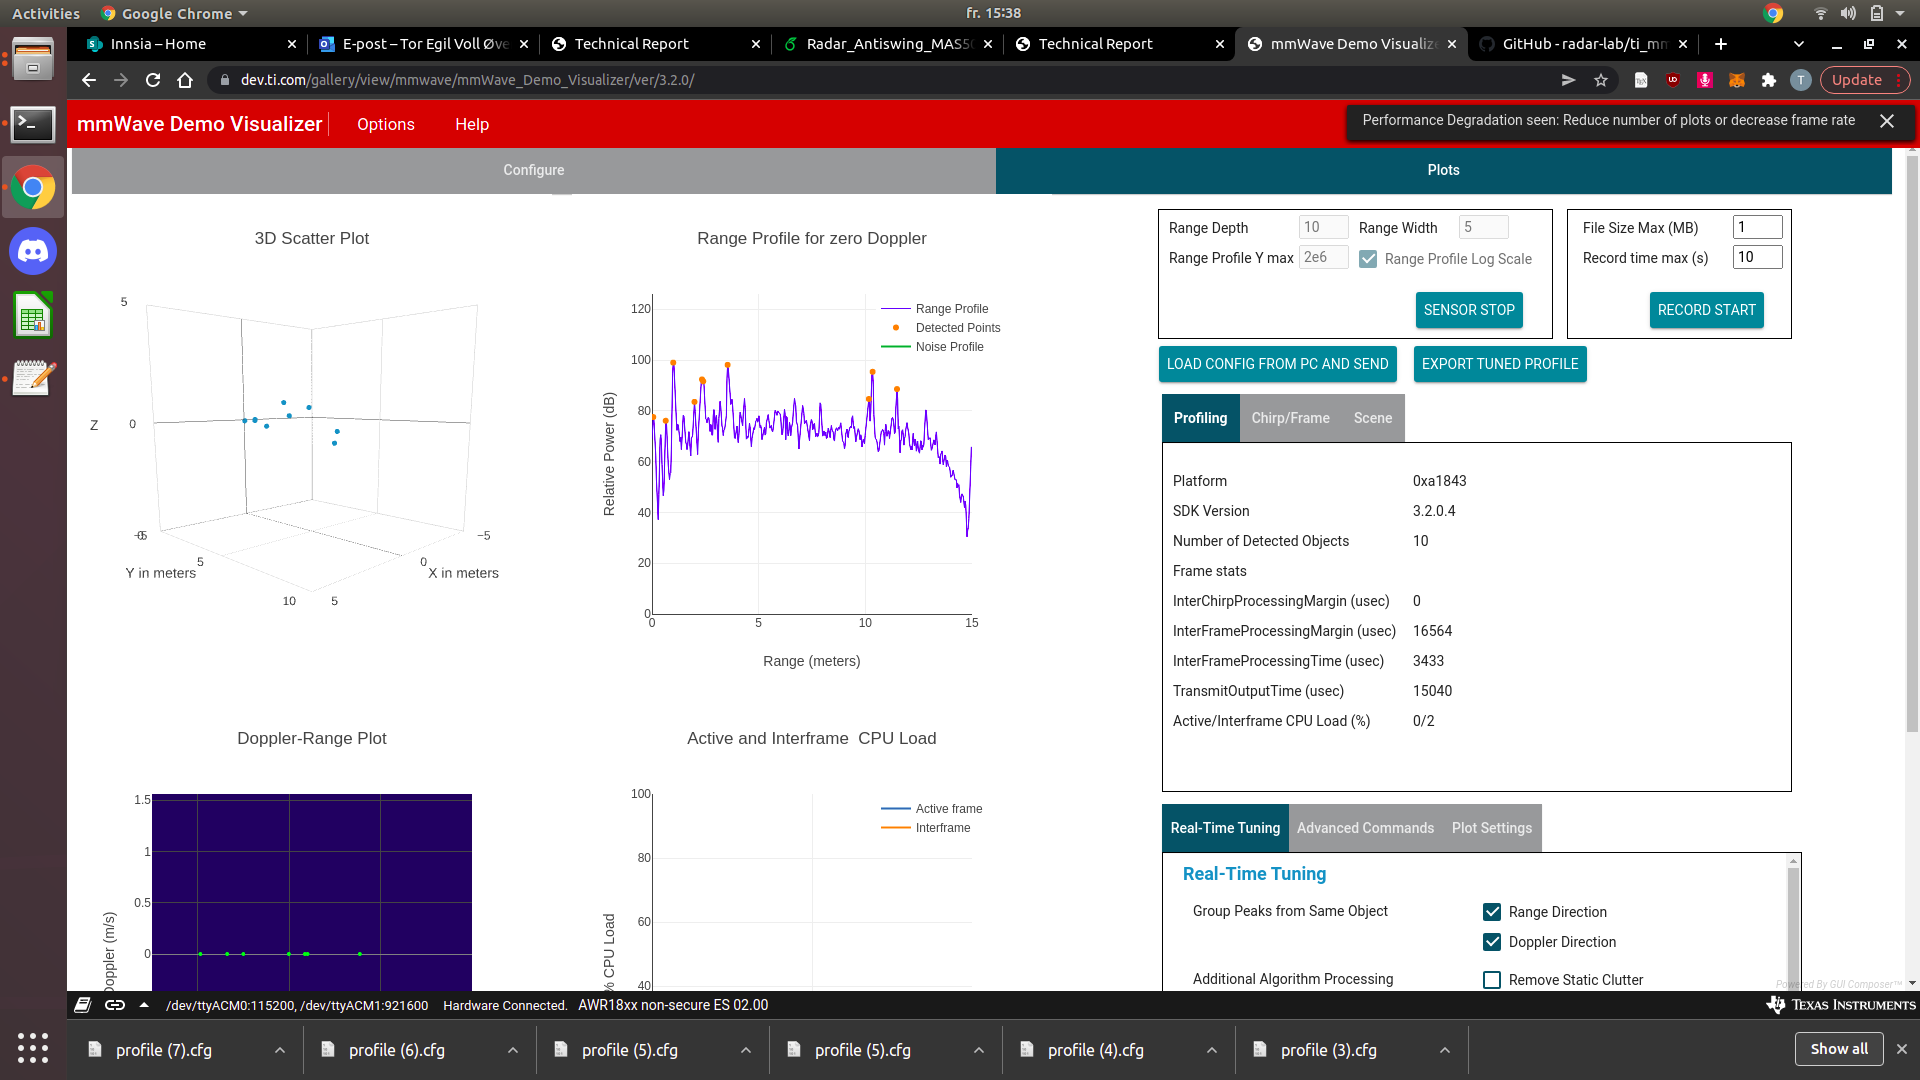 Activities
Google Chrome
fr. 15:38
Innsia – Home
E-post – Tor Egil Voll Øve
Technical Report
Radar_Antiswing_MAS50
Technical Report
mmWave Demo Visualize
GitHub - radar-lab/ti_mm
dev.ti.com/gallery/view/mmwave/mmWave_Demo_Visualizer/ver/3.2.0/
T
Update
mmWave Demo Visualizer
Options
Help
Performance Degradation seen: Reduce number of plots or decrease frame rate
Configure
Plots
3D Scatter Plot
5
Z
0
5
−5
Y in meters
0
X in meters
10
5
Range Profile for zero Doppler
120
100
80
60
40
20
0
0
5
10
15
Relative Power (dB)
Range (meters)
Range Profile
Detected Points
Noise Profile
Range Depth
10
Range Width
5
Range Profile Y max
2e6
Range Profile Log Scale
SENSOR STOP
File Size Max (MB)
1
Record time max (s)
10
RECORD START
LOAD CONFIG FROM PC AND SEND
EXPORT TUNED PROFILE
Profiling
Chirp/Frame
Scene
Platform 0xa1843
SDK Version 3.2.0.4
Number of Detected Objects 10
Frame stats
InterChirpProcessingMargin (usec) 0
InterFrameProcessingMargin (usec) 16564
InterFrameProcessingTime (usec) 3433
TransmitOutputTime (usec) 15040
Active/Interframe CPU Load (%) 0/2
Doppler-Range Plot
1.5
1
0.5
0
Doppler (m/s)
Active and Interframe CPU Load
100
80
60
40
% CPU Load
Active frame
Interframe
Real-Time Tuning
Advanced Commands
Plot Settings
Real-Time Tuning
Group Peaks from Same Object
Range Direction
Doppler Direction
Additional Algorithm Processing
Remove Static Clutter
Powered By GUI Composer™
/dev/ttyACM0:115200, /dev/ttyACM1:921600
Hardware Connected.
AWR18xx non-secure ES 02.00
TEXAS INSTRUMENTS
profile (7).cfg
profile (6).cfg
profile (5).cfg
profile (5).cfg
profile (4).cfg
profile (3).cfg
Show all